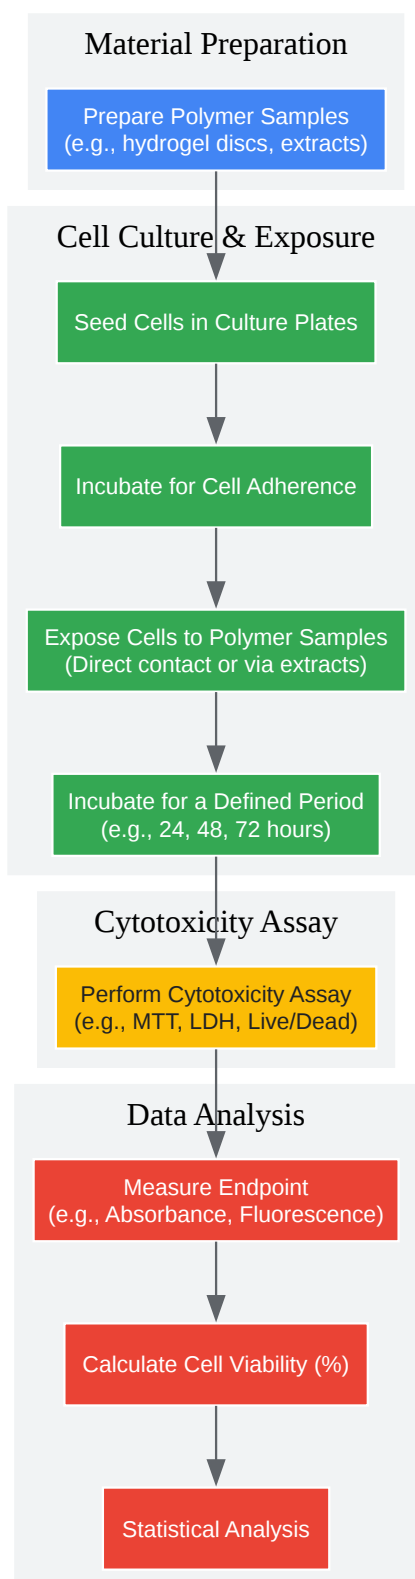 Material Preparation
Prepare Polymer Samples
(e.g., hydrogel discs, extracts)
Cell Culture & Exposure
Seed Cells in Culture Plates
Incubate for Cell Adherence
Expose Cells to Polymer Samples
(Direct contact or via extracts)
Incubate for a Defined Period
(e.g., 24, 48, 72 hours)
Cytotoxicity Assay
Perform Cytotoxicity Assay
(e.g., MTT, LDH, Live/Dead)
Data Analysis
Measure Endpoint
(e.g., Absorbance, Fluorescence)
Calculate Cell Viability (%)
Statistical Analysis